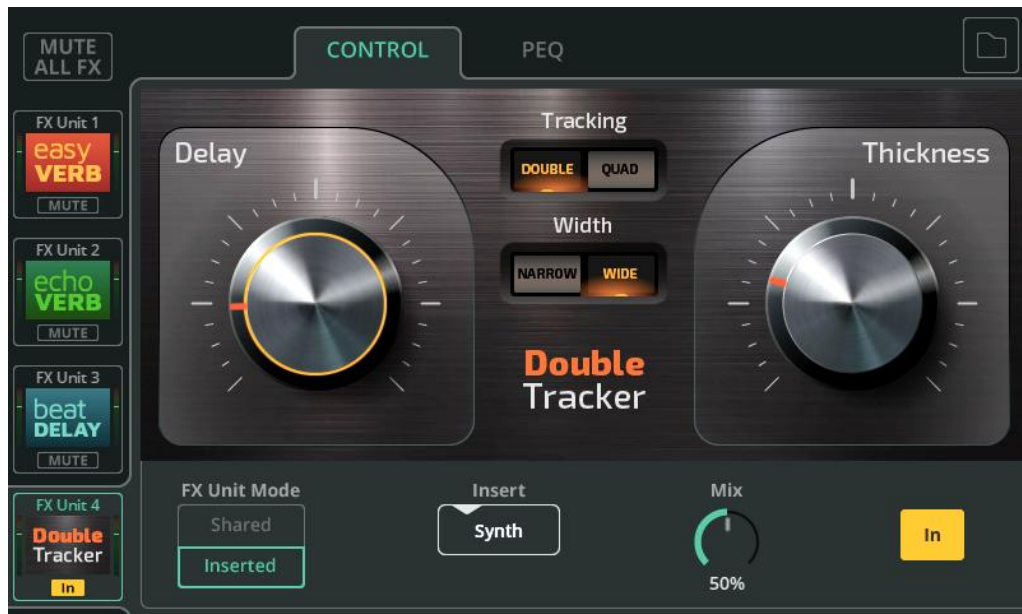 MUTE
ALL FX
CONTROL
PEQ
FX Unit 1
easy
VERB
MUTE
FX Unit 2
echo
VERB
MUTE
FX Unit 3
beat
DELAY
MUTE
FX Unit 4
Double
Tracker
In
Delay
Tracking
DOUBLE QUAD
Width
NARROW WIDE
Double
Tracker
Thickness
FX Unit Mode
Shared
Inserted
Insert
Synth
Mix
50%
In